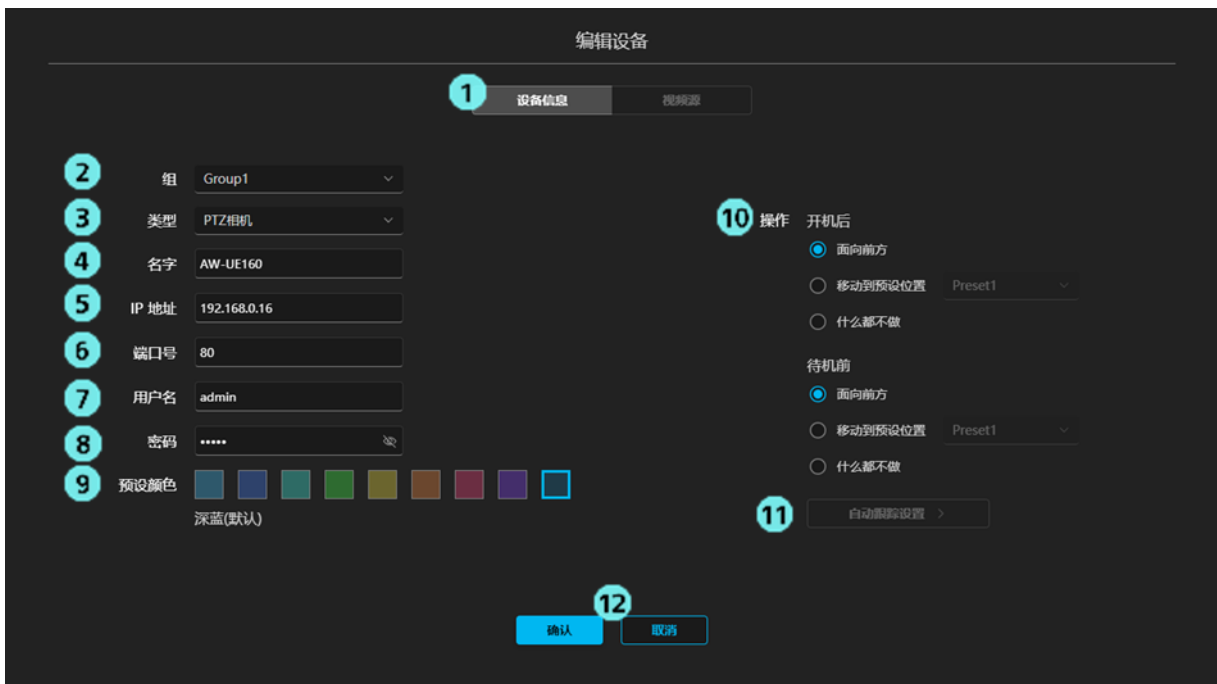 编辑设备
1 设备信息 视频源
2 组 Group1
3 类型 PTZ相机
4 名字 AW-UE160
5 IP 地址 192.168.0.16
6 端口号 80
7 用户名 admin
8 密码 •••••
9 预设颜色
深蓝(默认)
10 操作 开机后
面向前方
移动到预设位置 Preset1
什么都不做
待机前
面向前方
移动到预设位置 Preset1
什么都不做
11 自动跟踪设置 >
12
确认 取消